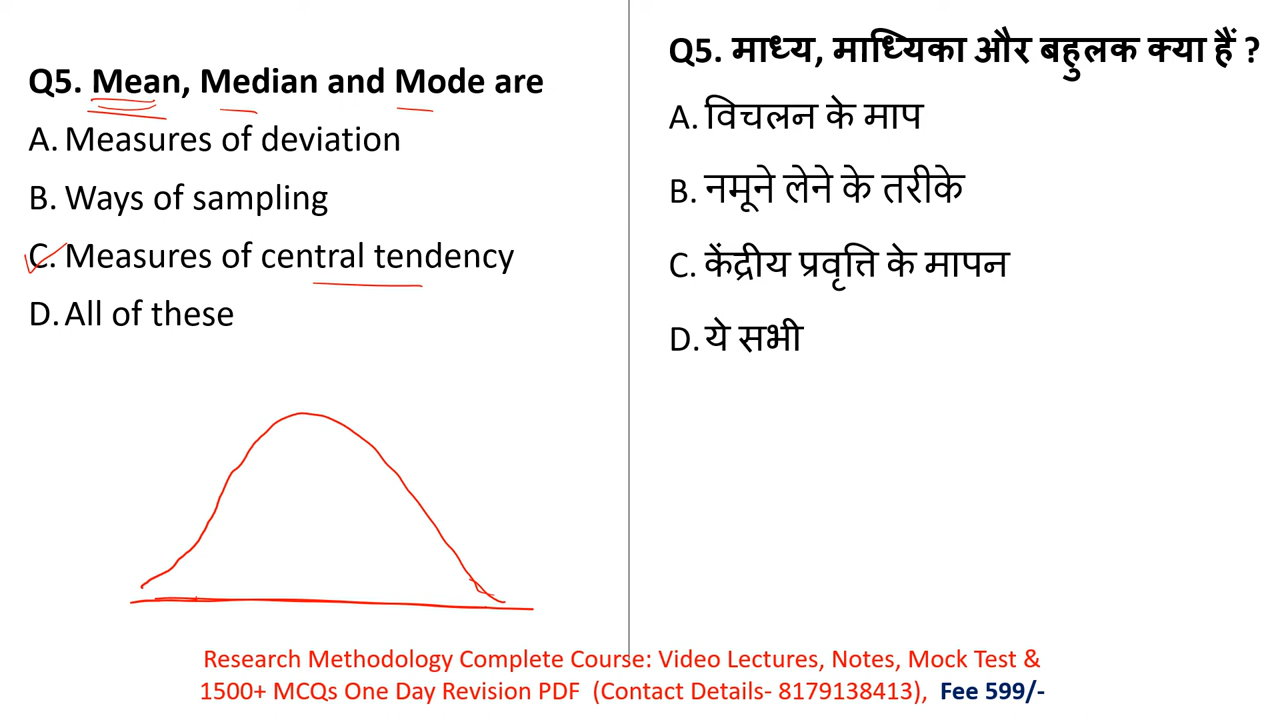 Q5. Mean, Median and Mode are
A. Measures of deviation
B. Ways of sampling
C. Measures of central tendency
D. All of these
Q5. माध्य, माध्यिका और बहुलक क्या हैं ?
A. विचलन के माप
B. नमूने लेने के तरीके
C. केंद्रीय प्रवृत्ति के मापन
D. ये सभी
Research Methodology Complete Course: Video Lectures, Notes, Mock Test &
1500+ MCQs One Day Revision PDF (Contact Details- 8179138413), Fee 599/-